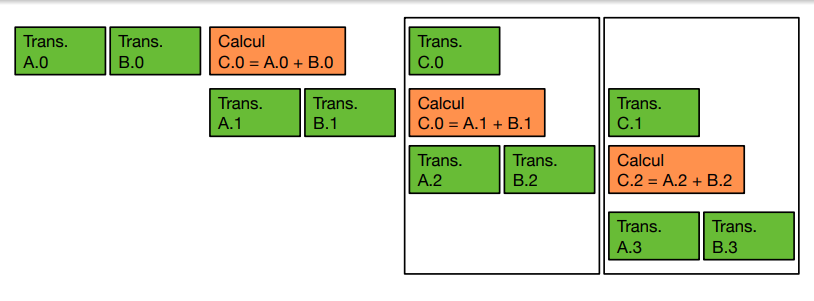 Trans.
A.0
Trans.
B.0
Calcul
C.0 = A.0 + B.0
Trans.
C.0
Trans.
A.1
Trans.
B.1
Calcul
C.0 = A.1 + B.1
Trans.
C.1
Trans.
A.2
Trans.
B.2
Calcul
C.2 = A.2 + B.2
Trans.
A.3
Trans.
B.3